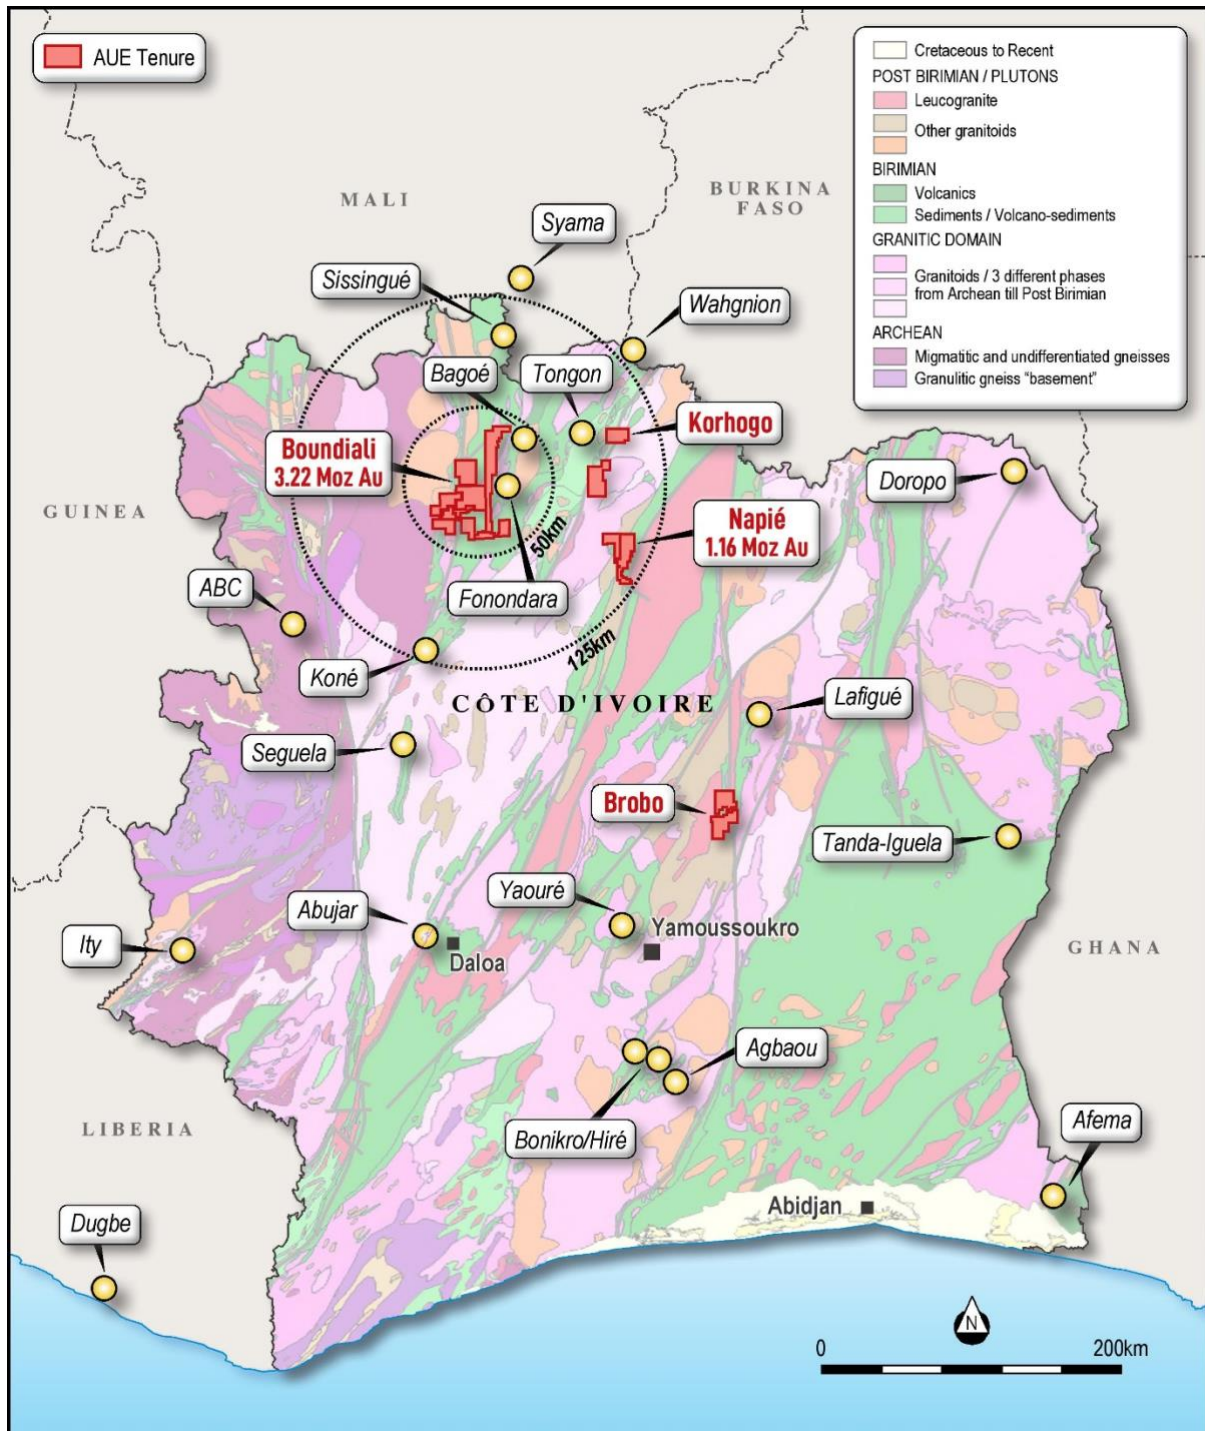 AUE Tenure
Cretaceous to Recent
POST BIRIMIAN / PLUTONS
Leucogranite
Other granitoids
BIRIMIAN
Volcanics
Sediments / Volcano-sediments
GRANITIC DOMAIN
Granitoids / 3 different phases
from Archean till Post Birimian
ARCHEAN
Migmatitic and undifferentiated gneisses
Granulitic gneiss "basement"
MALI
BURKINA
FASO
Syama
Sissingué
Wahgnion
Bagoé
Tongon
Korhogo
Boundiali
3.22 Moz Au
Doropo
GUINEA
Napié
1.16 Moz Au
50km
ABC
Fonondara
125km
Koné
CÔTE D'IVOIRE
Lafigué
Seguela
Brobo
Tanda-Iguela
Yaouré
Abujar
Yamoussoukro
Ity
Daloa
GHANA
Agbaou
LIBERIA
Bonikro/Hiré
Afema
Abidjan
Dugbe
N
0
200km